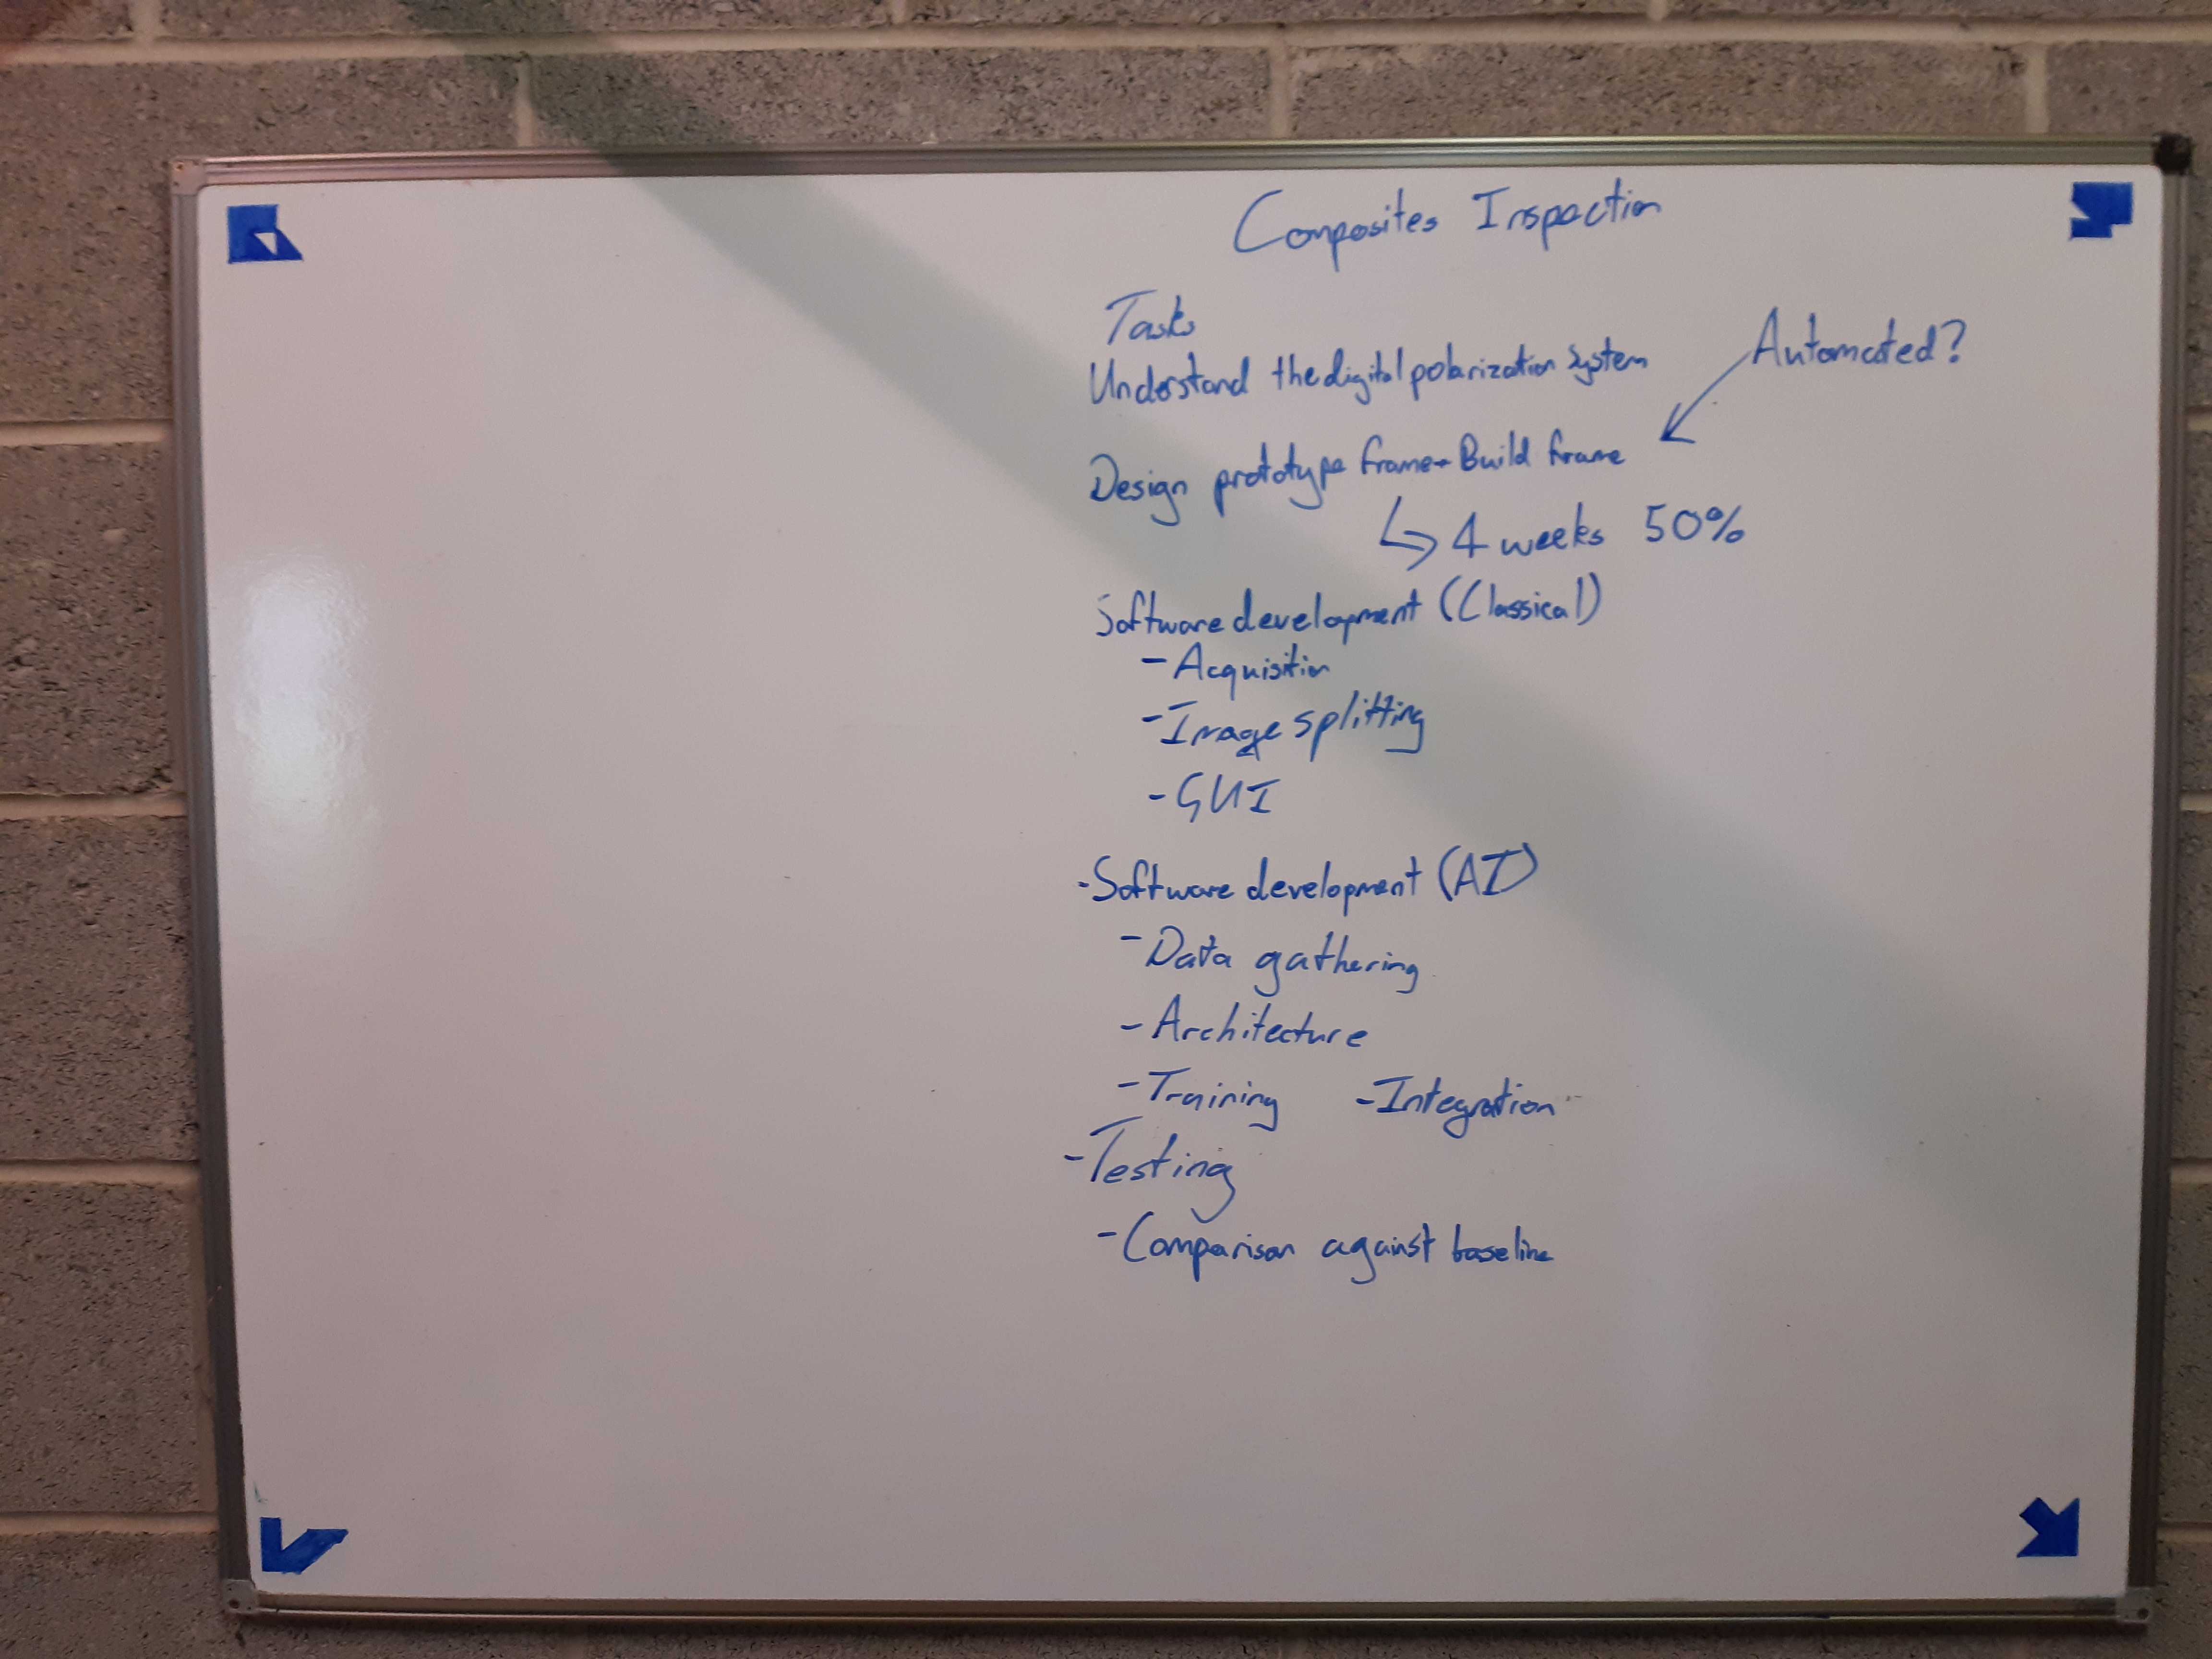 Composites Inspection
Tasks
Understand the digital polarization system
Automated?
Design prototype frame → Build frame
↳ 4 weeks 50%
Software development (Classical)
- Acquisition
- Image splitting
- GUI
- Software development (AI)
- Data gathering
- Architecture
- Training - Integration
- Testing
- Comparison against baseline